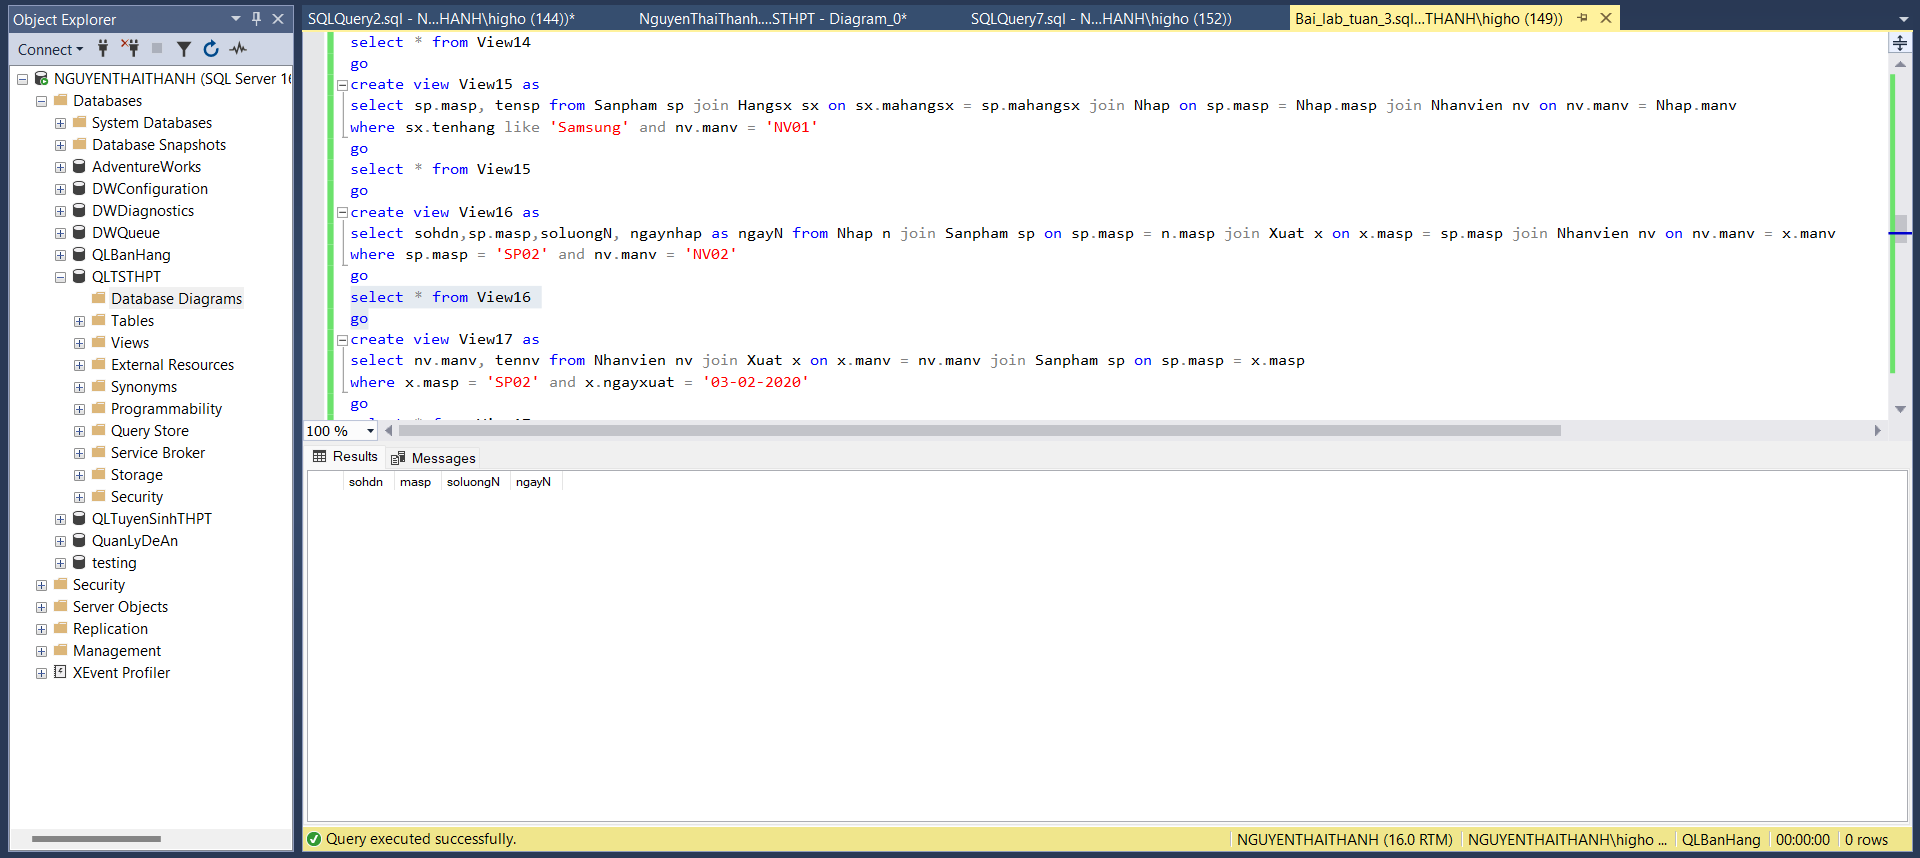 Object Explorer
Connect
NGUYENTHAITHANH (SQL Server 16
Databases
System Databases
Database Snapshots
AdventureWorks
DWConfiguration
DWDiagnostics
DWQueue
QLBanHang
QLTSTHPT
Database Diagrams
Tables
Views
External Resources
Synonyms
Programmability
Query Store
Service Broker
Storage
Security
QLTuyenSinhTHPT
QuanLyDeAn
testing
Security
Server Objects
Replication
Management
XEvent Profiler
SQLQuery2.sql - N...HANH\higho (144))*
NguyenThaiThanh....STHPT - Diagram_0*
SQLQuery7.sql - N...HANH\higho (152))
Bai_lab_tuan_3.sql...THANH\higho (149))
select * from View14
go
create view View15 as
select sp.masp, tensp from Sanpham sp join Hangsx sx on sx.mahangsx = sp.mahangsx join Nhap on sp.masp = Nhap.masp join Nhanvien nv on nv.manv = Nhap.manv
where sx.tenhang like 'Samsung' and nv.manv = 'NV01'
go
select * from View15
go
create view View16 as
select sohdn,sp.masp,soluongN, ngaynhap as ngayN from Nhap n join Sanpham sp on sp.masp = n.masp join Xuat x on x.masp = sp.masp join Nhanvien nv on nv.manv = x.manv
where sp.masp = 'SP02' and nv.manv = 'NV02'
go
select * from View16
go
create view View17 as
select nv.manv, tennv from Nhanvien nv join Xuat x on x.manv = nv.manv join Sanpham sp on sp.masp = x.masp
where x.masp = 'SP02' and x.ngayxuat = '03-02-2020'
go
100 %
Results Messages
sohdn masp soluongN ngayN
Query executed successfully.
NGUYENTHAITHANH (16.0 RTM) NGUYENTHAITHANH\higho ... QLBanHang 00:00:00 0 rows